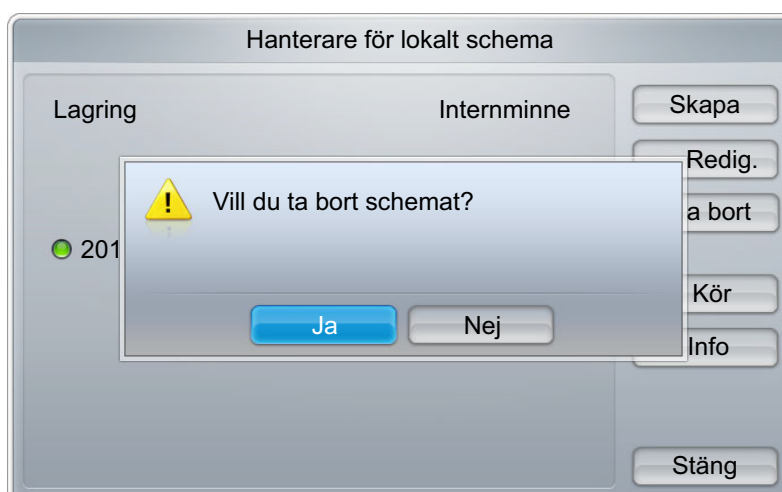 Hanterare för lokalt schema
Lagring Internminne
Skapa
Redig.
Vill du ta bort schemat?
a bort
201
Kör
Ja Nej
Info
Stäng